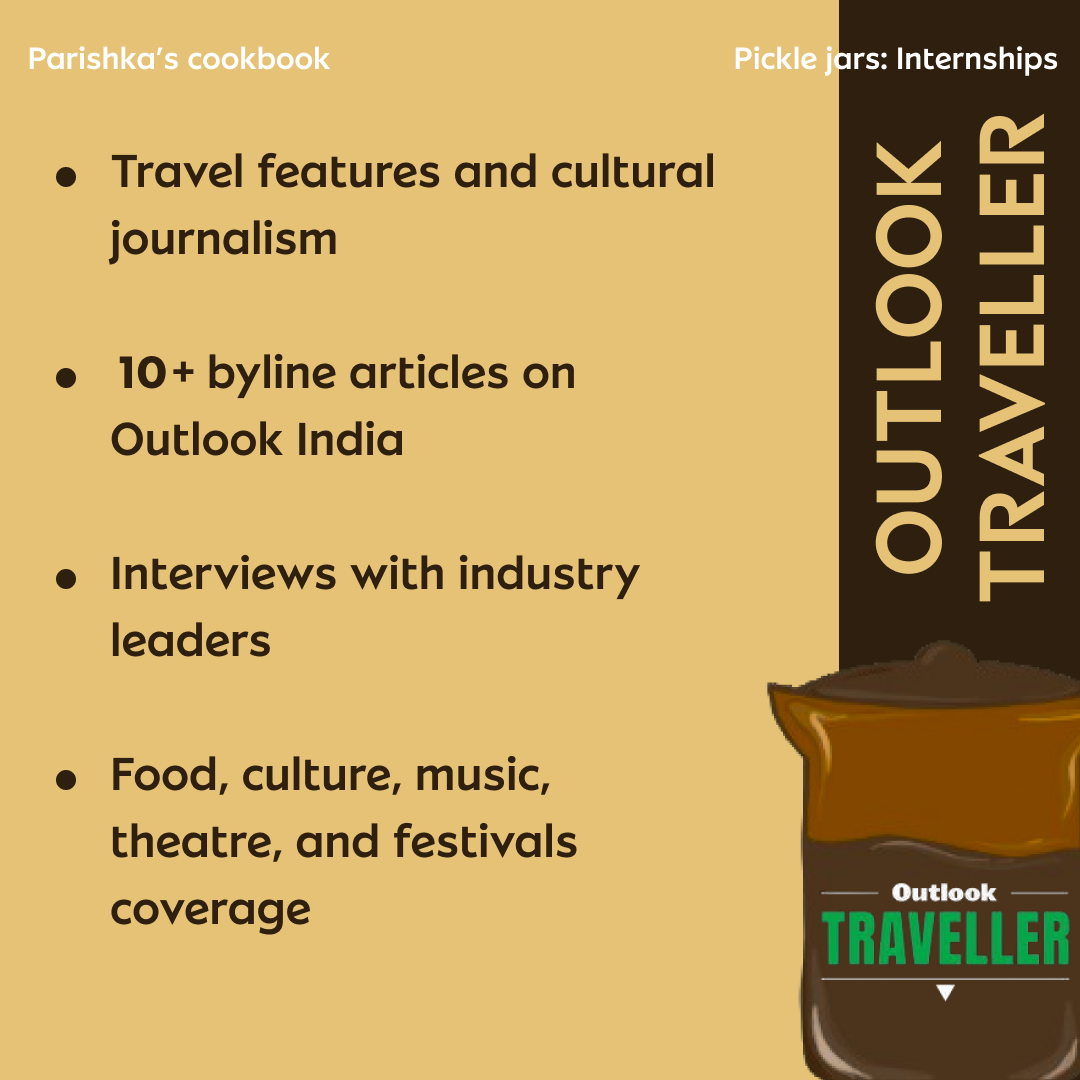 Parishka’s cookbook
Pickle jars: Internships
• Travel features and cultural
journalism
• 10+ byline articles on
Outlook India
• Interviews with industry
leaders
• Food, culture, music,
theatre, and festivals
coverage
OUTLOOK
TRAVELLER
Outlook
TRAVELLER